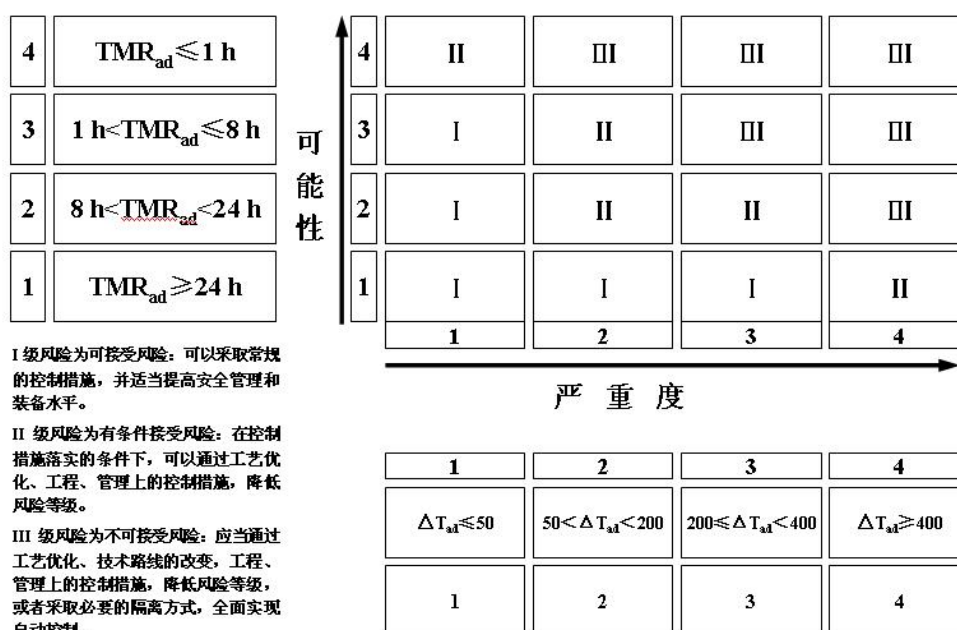 4 TMRad≤1 h
3 1 h<TMRad≤8 h
2 8 h<TMRad<24 h
1 TMRad≥24 h
I 级风险为可接受风险：可以采取常规
的控制措施，并适当提高安全管理和
装备水平。
II 级风险为有条件接受风险：在控制
措施落实的条件下，可以通过工艺优
化、工程、管理上的控制措施，降低
风险等级。
III 级风险为不可接受风险：应当通过
工艺优化、技术路线的改变，工程、
管理上的控制措施，降低风险等级，
或者采取必要的隔离方式，全面实现
自动控制。
可能性
4 II III III III
3 I II III III
2 I II II III
1 I I I II
1 2 3 4
严重度
1 2 3 4
ΔTad≤50 50<ΔTad<200 200≤ΔTad<400 ΔTad≥400
1 2 3 4